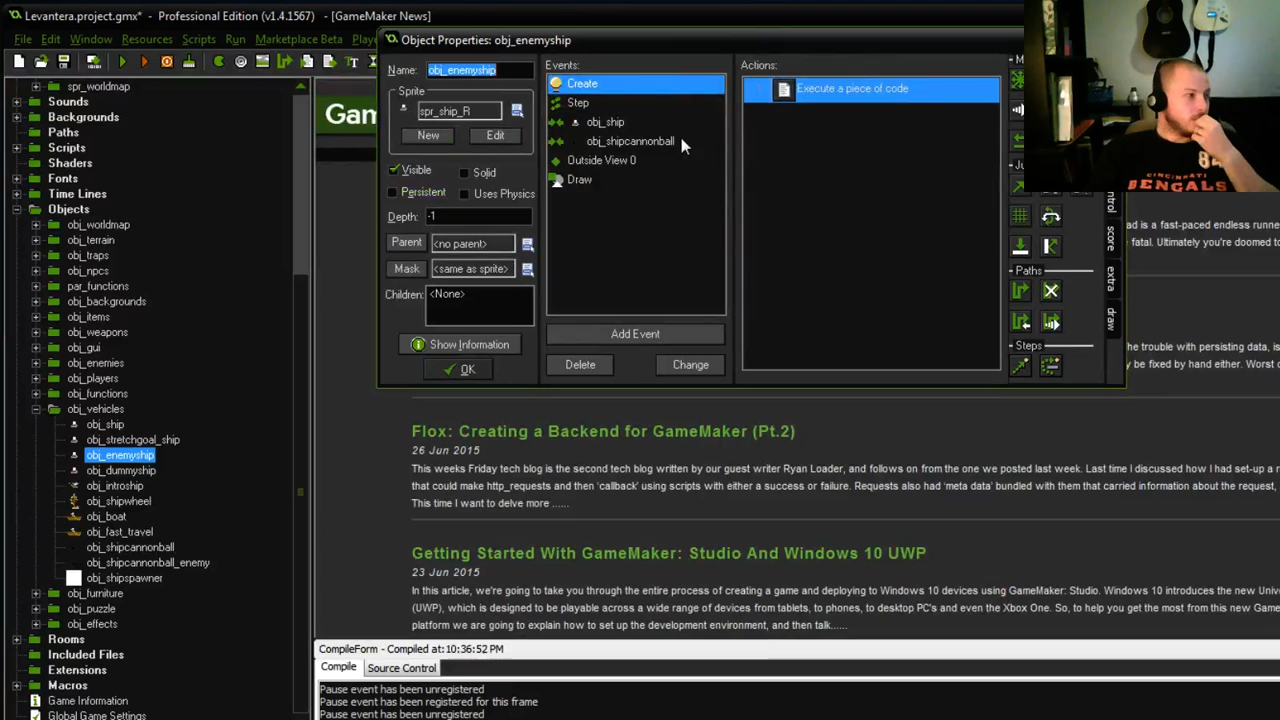 Levantera.project.gmx* - Professional Edition (v1.4.1567) - [GameMaker News]
File Edit Window Resources Scripts Run Marketplace Beta
spr_worldmap
Sounds
Backgrounds
Paths
Scripts
Shaders
Fonts
Time Lines
Objects
obj_worldmap
obj_terrain
obj_traps
obj_npcs
par_functions
obj_backgrounds
obj_items
obj_weapons
obj_gui
obj_enemies
obj_players
obj_functions
obj_vehicles
obj_ship
obj_stretchgoal_ship
obj_enemyship
obj_dummyship
obj_introship
obj_shipwheel
obj_boat
obj_fast_travel
obj_shipcannonball
obj_shipcannonball_enemy
obj_shipspawner
obj_furniture
obj_puzzle
obj_effects
Rooms
Included Files
Extensions
Macros
Game Information
Global Game Settings
Object Properties: obj_enemyship
Name: obj_enemyship
Sprite
spr_ship_R
New Edit
Visible Solid
Persistent Uses Physics
Depth: -1
Parent <no parent>
Mask <same as sprite>
Children: <None>
Show Information
OK
Events:
Create
Step
obj_ship
obj_shipcannonball
Outside View 0
Draw
Add Event
Delete Change
Actions:
Execute a piece of code
Paths
Steps
score
extra
draw
84
CINCINNATI
BENGALS
Flox: Creating a Backend for GameMaker (Pt.2)
26 Jun 2015
This weeks Friday tech blog is the second tech blog written by our guest writer Ryan Loader, and follows on from the one we posted last week. Last time I discussed how I had set-up a
that could make http_requests and then 'callback' using scripts with either a success or failure. Requests also had 'meta data' bundled with them that carried information about the request,
This time I want to delve more ......
Getting Started With GameMaker: Studio And Windows 10 UWP
23 Jun 2015
In this article, we're going to take you through the entire process of creating a game and deploying to Windows 10 devices using GameMaker: Studio. Windows 10 introduces the new
Platform (UWP), which is designed to be playable across a wide range of devices from tablets, to phones, to desktop PC's and even the Xbox One. So, to help you get the most from this new
platform we are going to explain how to set up the development environment, and then talk......
CompileForm - Compiled at:10:36:52 PM
Compile Source Control
Pause event has been unregistered
Pause event has been registered for this frame
Pause event has been unregistered